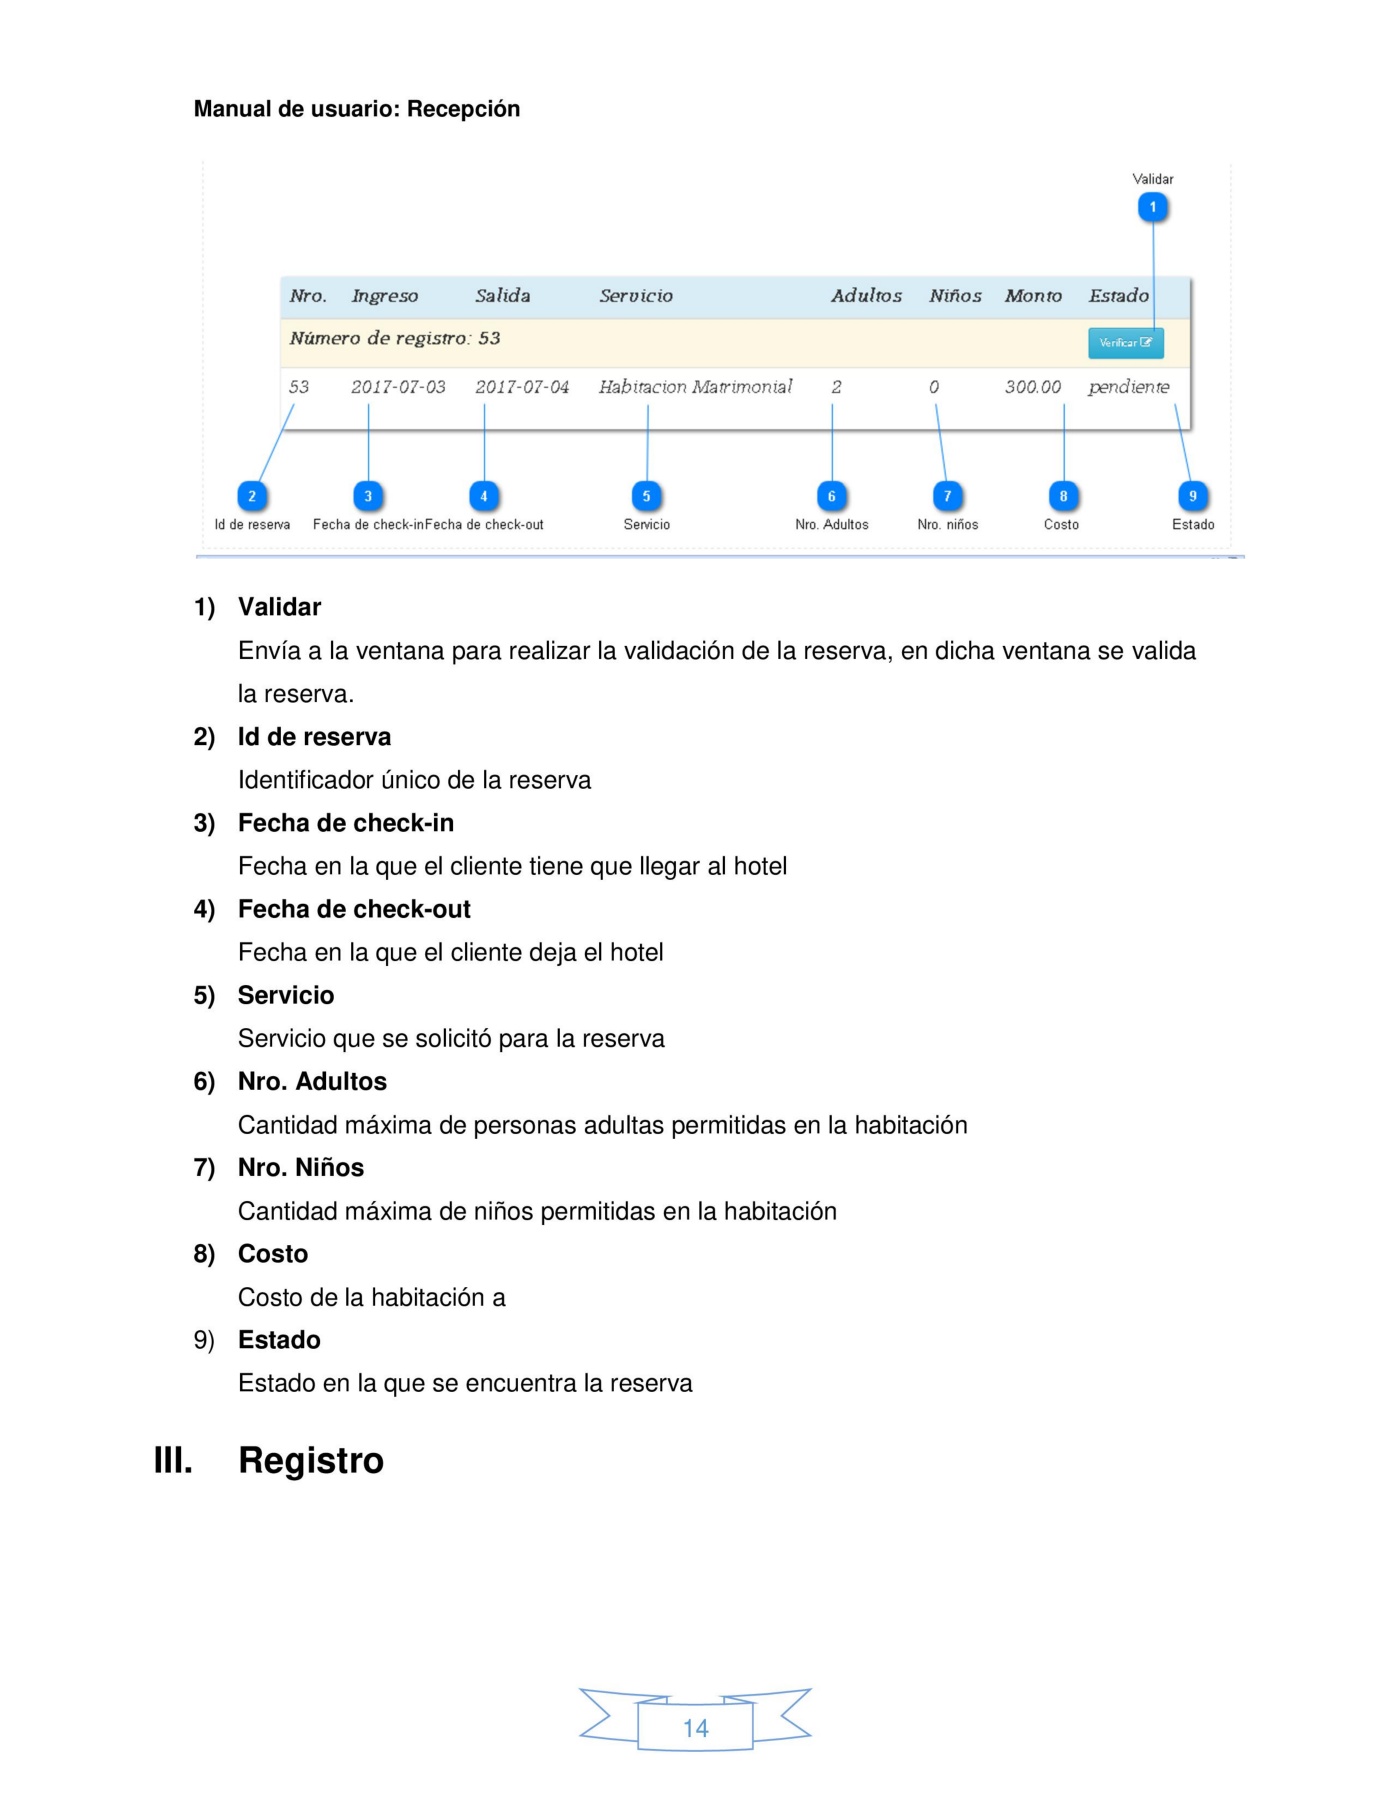 Manual de usuario: Recepción
Validar
1
Nro. Ingreso Salida Servicio Adultos Niños Monto Estado
Número de registro: 53 Verificar
53 2017-07-03 2017-07-04 Habitacion Matrimonial 2 0 300.00 pendiente
2 3 4 5 6 7 8 9
Id de reserva Fecha de check-in Fecha de check-out Servicio Nro. Adultos Nro. niños Costo Estado
1) Validar
Envía a la ventana para realizar la validación de la reserva, en dicha ventana se valida
la reserva.
2) Id de reserva
Identificador único de la reserva
3) Fecha de check-in
Fecha en la que el cliente tiene que llegar al hotel
4) Fecha de check-out
Fecha en la que el cliente deja el hotel
5) Servicio
Servicio que se solicitó para la reserva
6) Nro. Adultos
Cantidad máxima de personas adultas permitidas en la habitación
7) Nro. Niños
Cantidad máxima de niños permitidas en la habitación
8) Costo
Costo de la habitación a
9) Estado
Estado en la que se encuentra la reserva
III. Registro
14